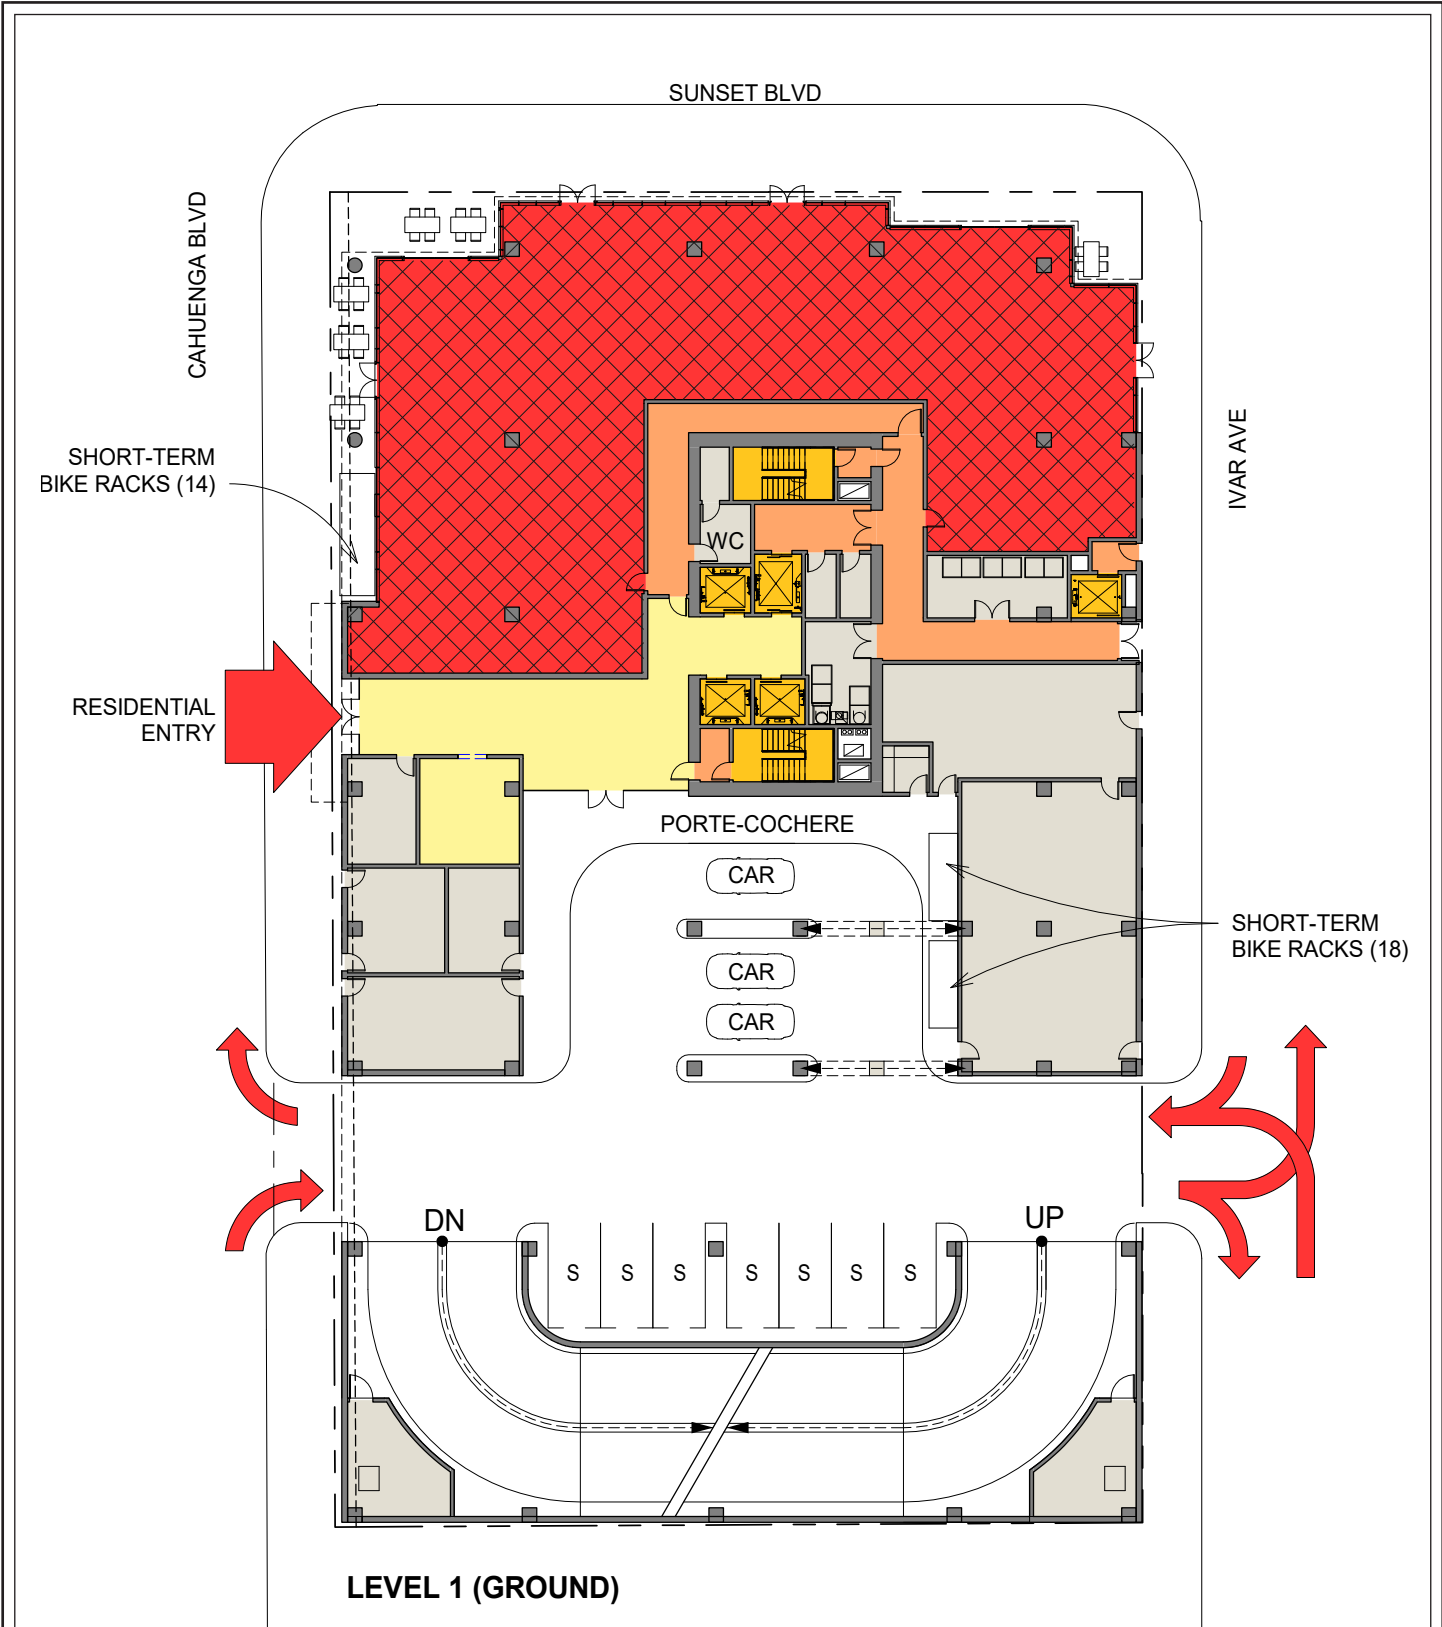 SUNSET BLVD
CAHUENGA BLVD
IVAR AVE
SHORT-TERM
BIKE RACKS (14)
WC
RESIDENTIAL
ENTRY
PORTE-COCHERE
CAR
SHORT-TERM
BIKE RACKS (18)
CAR
CAR
DN
UP
S S S S S S S
LEVEL 1 (GROUND)